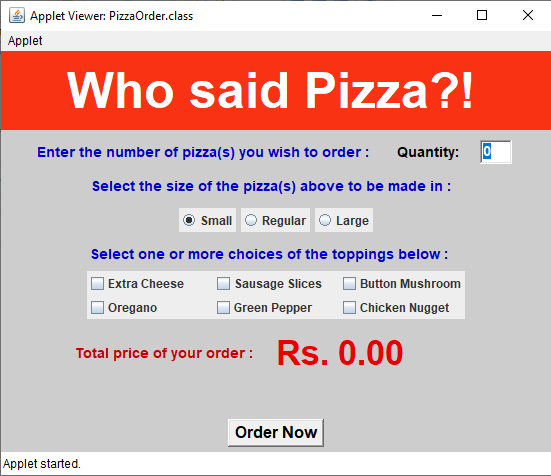 Applet Viewer: PizzaOrder.class
Applet
Who said Pizza?!
Enter the number of pizza(s) you wish to order : Quantity: 0
Select the size of the pizza(s) above to be made in :
Small Regular Large
Select one or more choices of the toppings below :
Extra Cheese Sausage Slices Button Mushroom
Oregano Green Pepper Chicken Nugget
Total price of your order : Rs. 0.00
Order Now
Applet started.